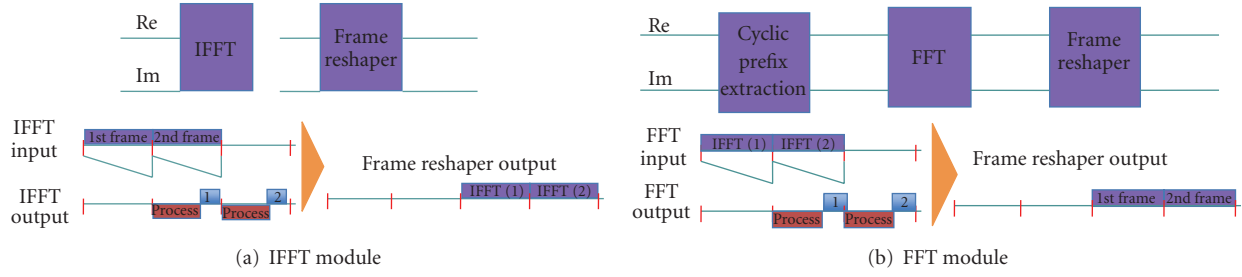 Re
Im
IFFT
Frame
reshaper
IFFT
input
1st frame
2nd frame
IFFT
output
Process
1
Process
2
Frame reshaper output
IFFT (1)
IFFT (2)
(a) IFFT module
Re
Im
Cyclic
prefix
extraction
FFT
Frame
reshaper
FFT
input
IFFT (1)
IFFT (2)
FFT
output
Process
1
Process
2
Frame reshaper output
1st frame
2nd frame
(b) FFT module